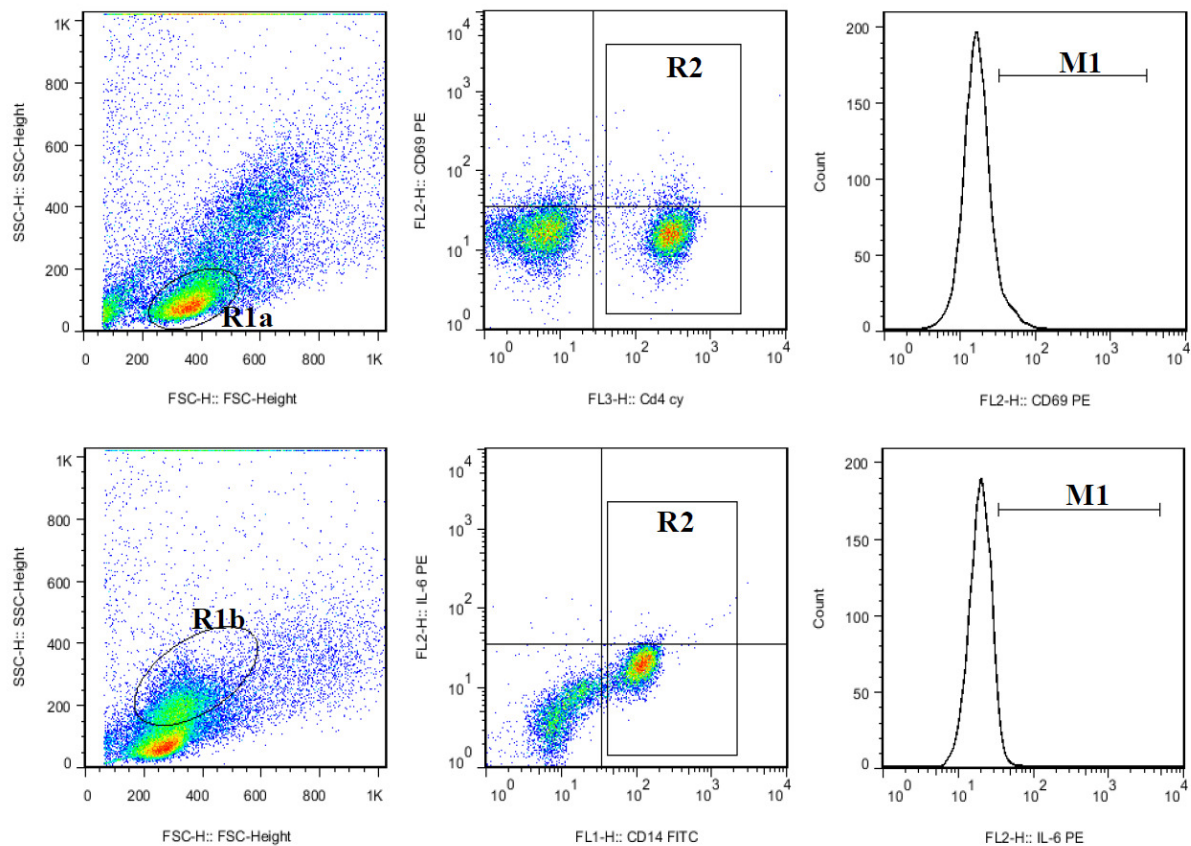 1K
800
600
400
200
0
SSC-H:: SSC-Height
R1a
0 200 400 600 800 1K
FSC-H:: FSC-Height
10^4
10^3
10^2
10^1
10^0
FL2-H:: CD69 PE
R2
10^0 10^1 10^2 10^3 10^4
FL3-H:: Cd4 cy
200
150
100
50
0
Count
M1
10^0 10^1 10^2 10^3 10^4
FL2-H:: CD69 PE
1K
800
600
400
200
0
SSC-H:: SSC-Height
R1b
0 200 400 600 800 1K
FSC-H:: FSC-Height
10^4
10^3
10^2
10^1
10^0
FL2-H:: IL-6 PE
R2
10^0 10^1 10^2 10^3 10^4
FL1-H:: CD14 FITC
200
150
100
50
0
Count
M1
10^0 10^1 10^2 10^3 10^4
FL2-H:: IL-6 PE